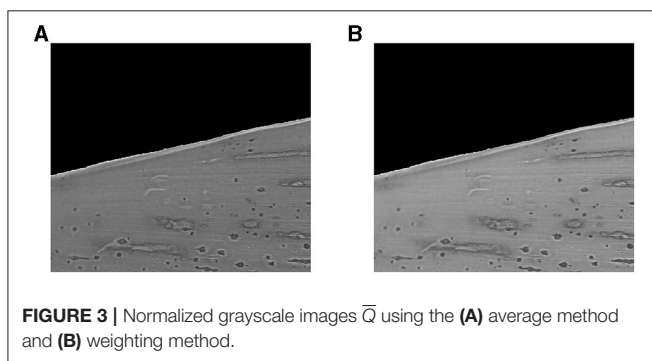 A
B
FIGURE 3 | Normalized grayscale images Q̅ using the (A) average method
and (B) weighting method.